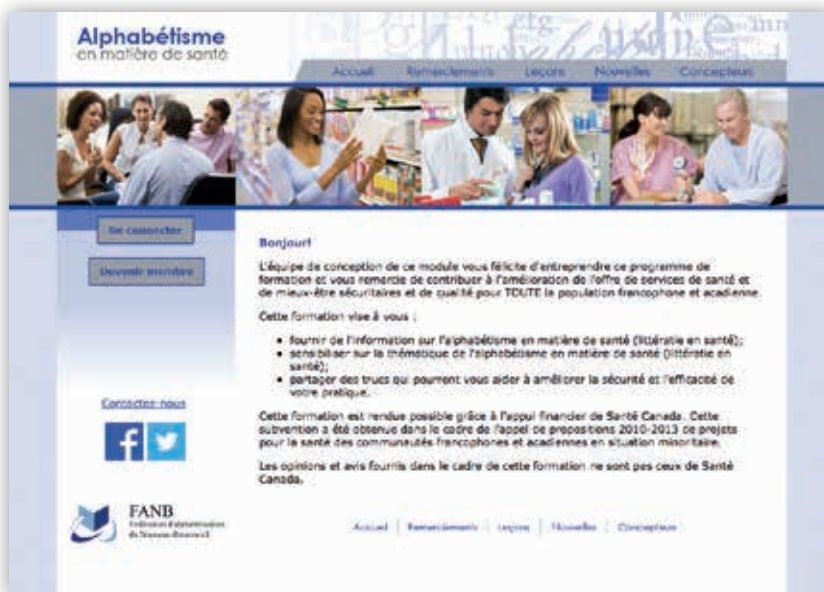 Alphabétisme
en matière de santé
Accueil Remerciements Leçons Nouvelles Concepteurs
Se connecter
Devenir membre
Bonjour!
L'équipe de conception de ce module vous félicite d'entreprendre ce programme de
formation et vous remercie de contribuer à l'amélioration de l'offre de services de santé et
de mieux-être sécuritaires et de qualité pour TOUTE la population francophone et acadienne.
Cette formation vise à vous :
• fournir de l'information sur l'alphabétisme en matière de santé (littératie en santé);
• sensibiliser sur la thématique de l'alphabétisme en matière de santé (littératie en
santé);
• partager des trucs qui pourront vous aider à améliorer la sécurité et l'efficacité de
votre pratique.
Cette formation est rendue possible grâce à l'appui financier de Santé Canada. Cette
subvention a été obtenue dans le cadre de l'appel de propositions 2010-2013 de projets
pour la santé des communautés francophones et acadiennes en situation minoritaire.
Les opinions et avis fournis dans le cadre de cette formation ne sont pas ceux de Santé
Canada.
Contactez-nous
FANB
Fédération d'alphabétisation
du Nouveau-Brunswick
Accueil | Remerciements | Leçons | Nouvelles | Concepteurs